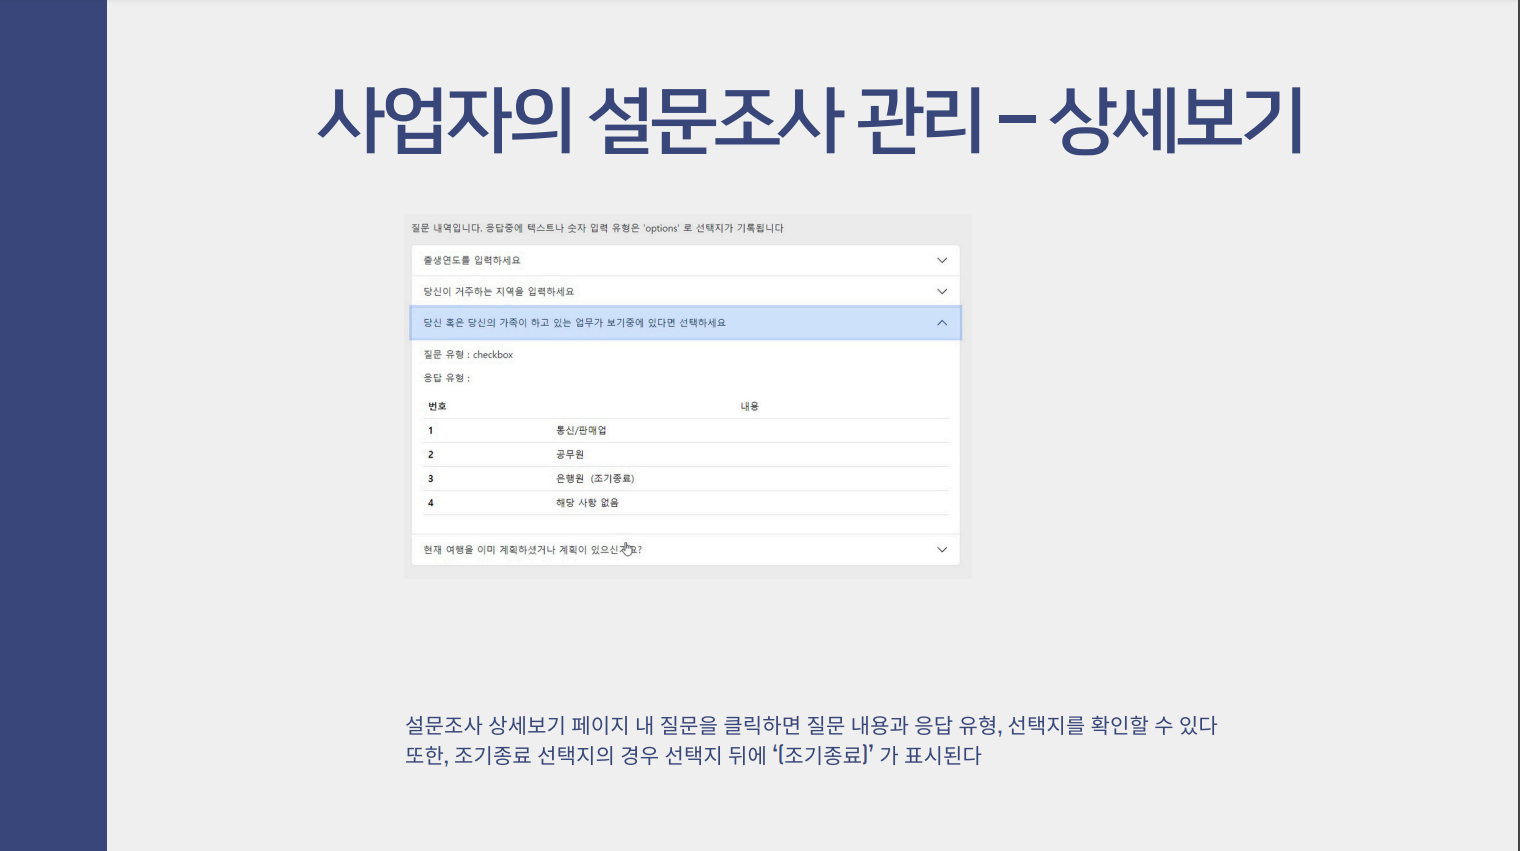 사업자의 설문조사 관리 – 상세보기
질문 내역입니다. 응답중에 텍스트나 숫자 입력 유형은 'options' 로 선택지가 기록됩니다
출생연도를 입력하세요
당신이 거주하는 지역을 입력하세요
당신 혹은 당신의 가족이 하고 있는 업무가 보기중에 있다면 선택하세요
질문 유형 : checkbox
응답 유형 :
번호 내용
1 통신/판매업
2 공무원
3 은행원 (조기종료)
4 해당 사항 없음
현재 여행을 이미 계획하셨거나 계획이 있으신가요?
설문조사 상세보기 페이지 내 질문을 클릭하면 질문 내용과 응답 유형, 선택지를 확인할 수 있다
또한, 조기종료 선택지의 경우 선택지 뒤에 ‘(조기종료)’ 가 표시된다